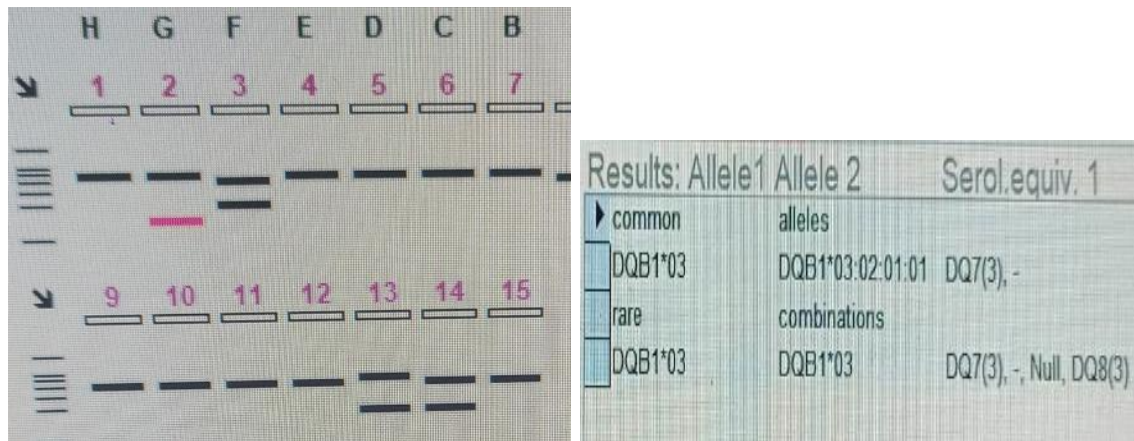 H G F E D C B
1 2 3 4 5 6 7
9 10 11 12 13 14 15
Results: Allele1 Allele 2 Serol.equiv. 1
common alleles
DQB1*03 DQB1*03:02:01:01 DQ7(3), -
rare combinations
DQB1*03 DQB1*03 DQ7(3), -, Null, DQ8(3)